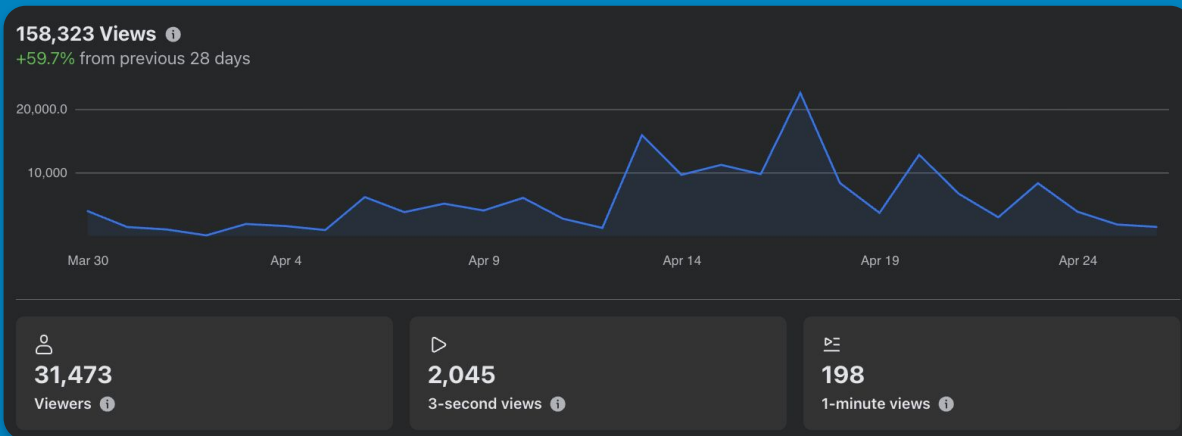 158,323 Views
+59.7% from previous 28 days
20,000.0
10,000
Mar 30
Apr 4
Apr 9
Apr 14
Apr 19
Apr 24
31,473
Viewers
2,045
3-second views
198
1-minute views